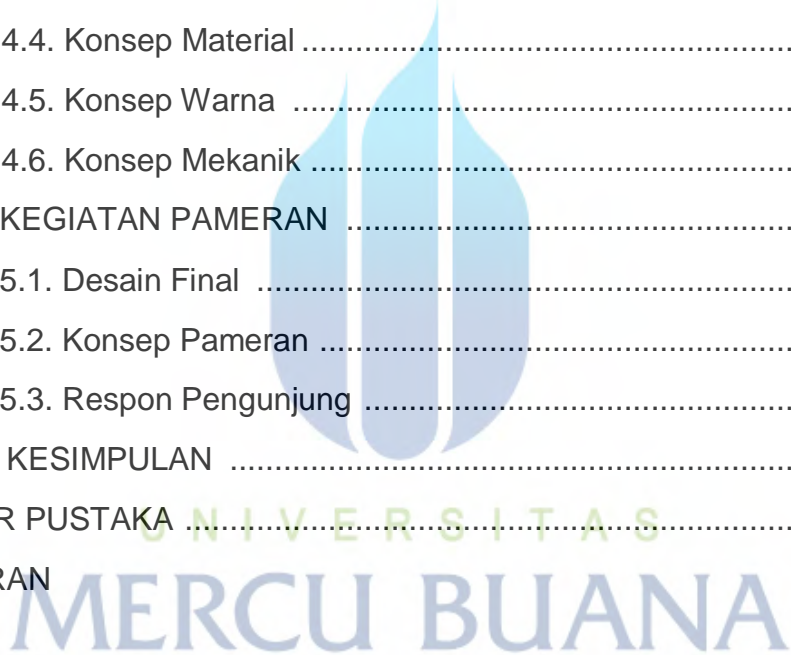 4.4. Konsep Material ................................................................
4.5. Konsep Warna ................................................................
4.6. Konsep Mekanik ................................................................
KEGIATAN PAMERAN ................................................................
5.1. Desain Final ................................................................
5.2. Konsep Pameran ................................................................
5.3. Respon Pengunjung ................................................................
KESIMPULAN ................................................................
R PUSTAKA ................................................................
UNIVERSITAS
RAN
MERCU BUANA